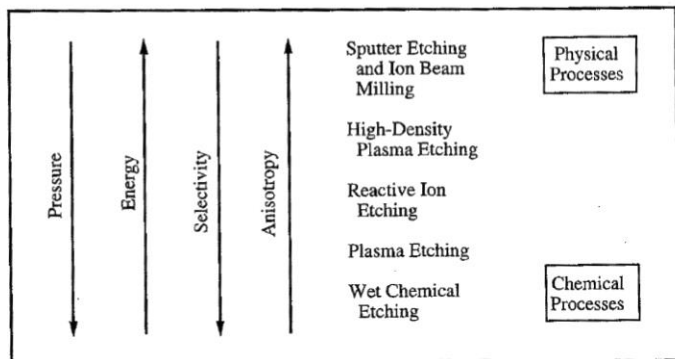 Pressure
Energy
Selectivity
Anisotropy
Sputter Etching
and Ion Beam
Milling
High-Density
Plasma Etching
Reactive Ion
Etching
Plasma Etching
Wet Chemical
Etching
Physical
Processes
Chemical
Processes